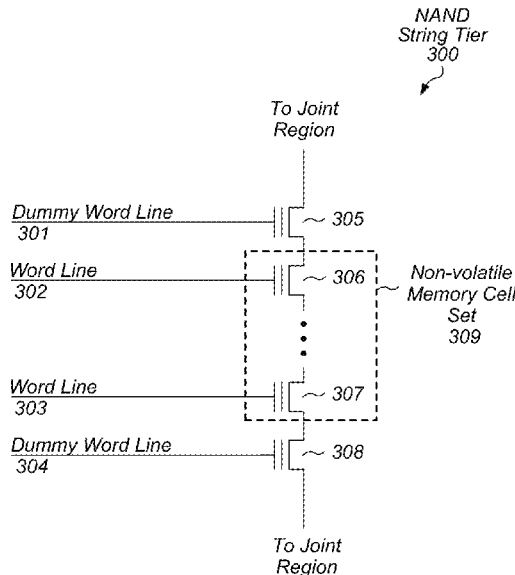 NAND
String Tier
300
To Joint
Region
Dummy Word Line
301
305
Word Line
302
306
Non-volatile
Memory Cell
Set
309
Word Line
303
307
Dummy Word Line
304
308
To Joint
Region